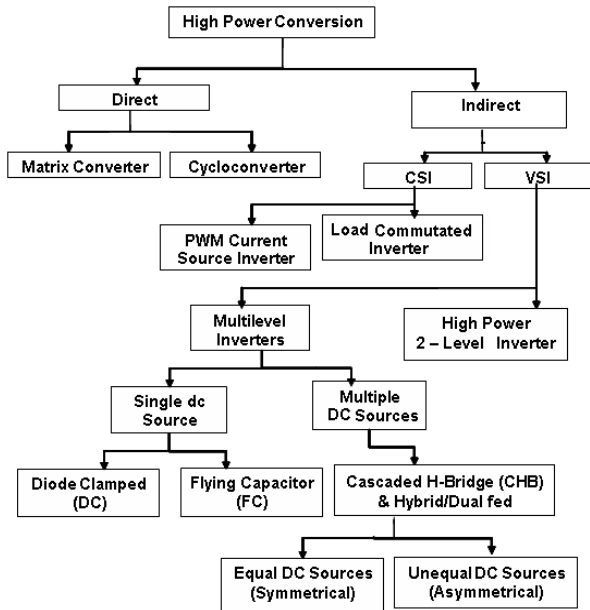 High Power Conversion
Direct
Indirect
Matrix Converter
Cycloconverter
CSI
VSI
PWM Current
Source Inverter
Load Commutated
Inverter
Multilevel
Inverters
High Power
2 – Level Inverter
Single dc
Source
Multiple
DC Sources
Diode Clamped
(DC)
Flying Capacitor
(FC)
Cascaded H-Bridge (CHB)
& Hybrid/Dual fed
Equal DC Sources
(Symmetrical)
Unequal DC Sources
(Asymmetrical)